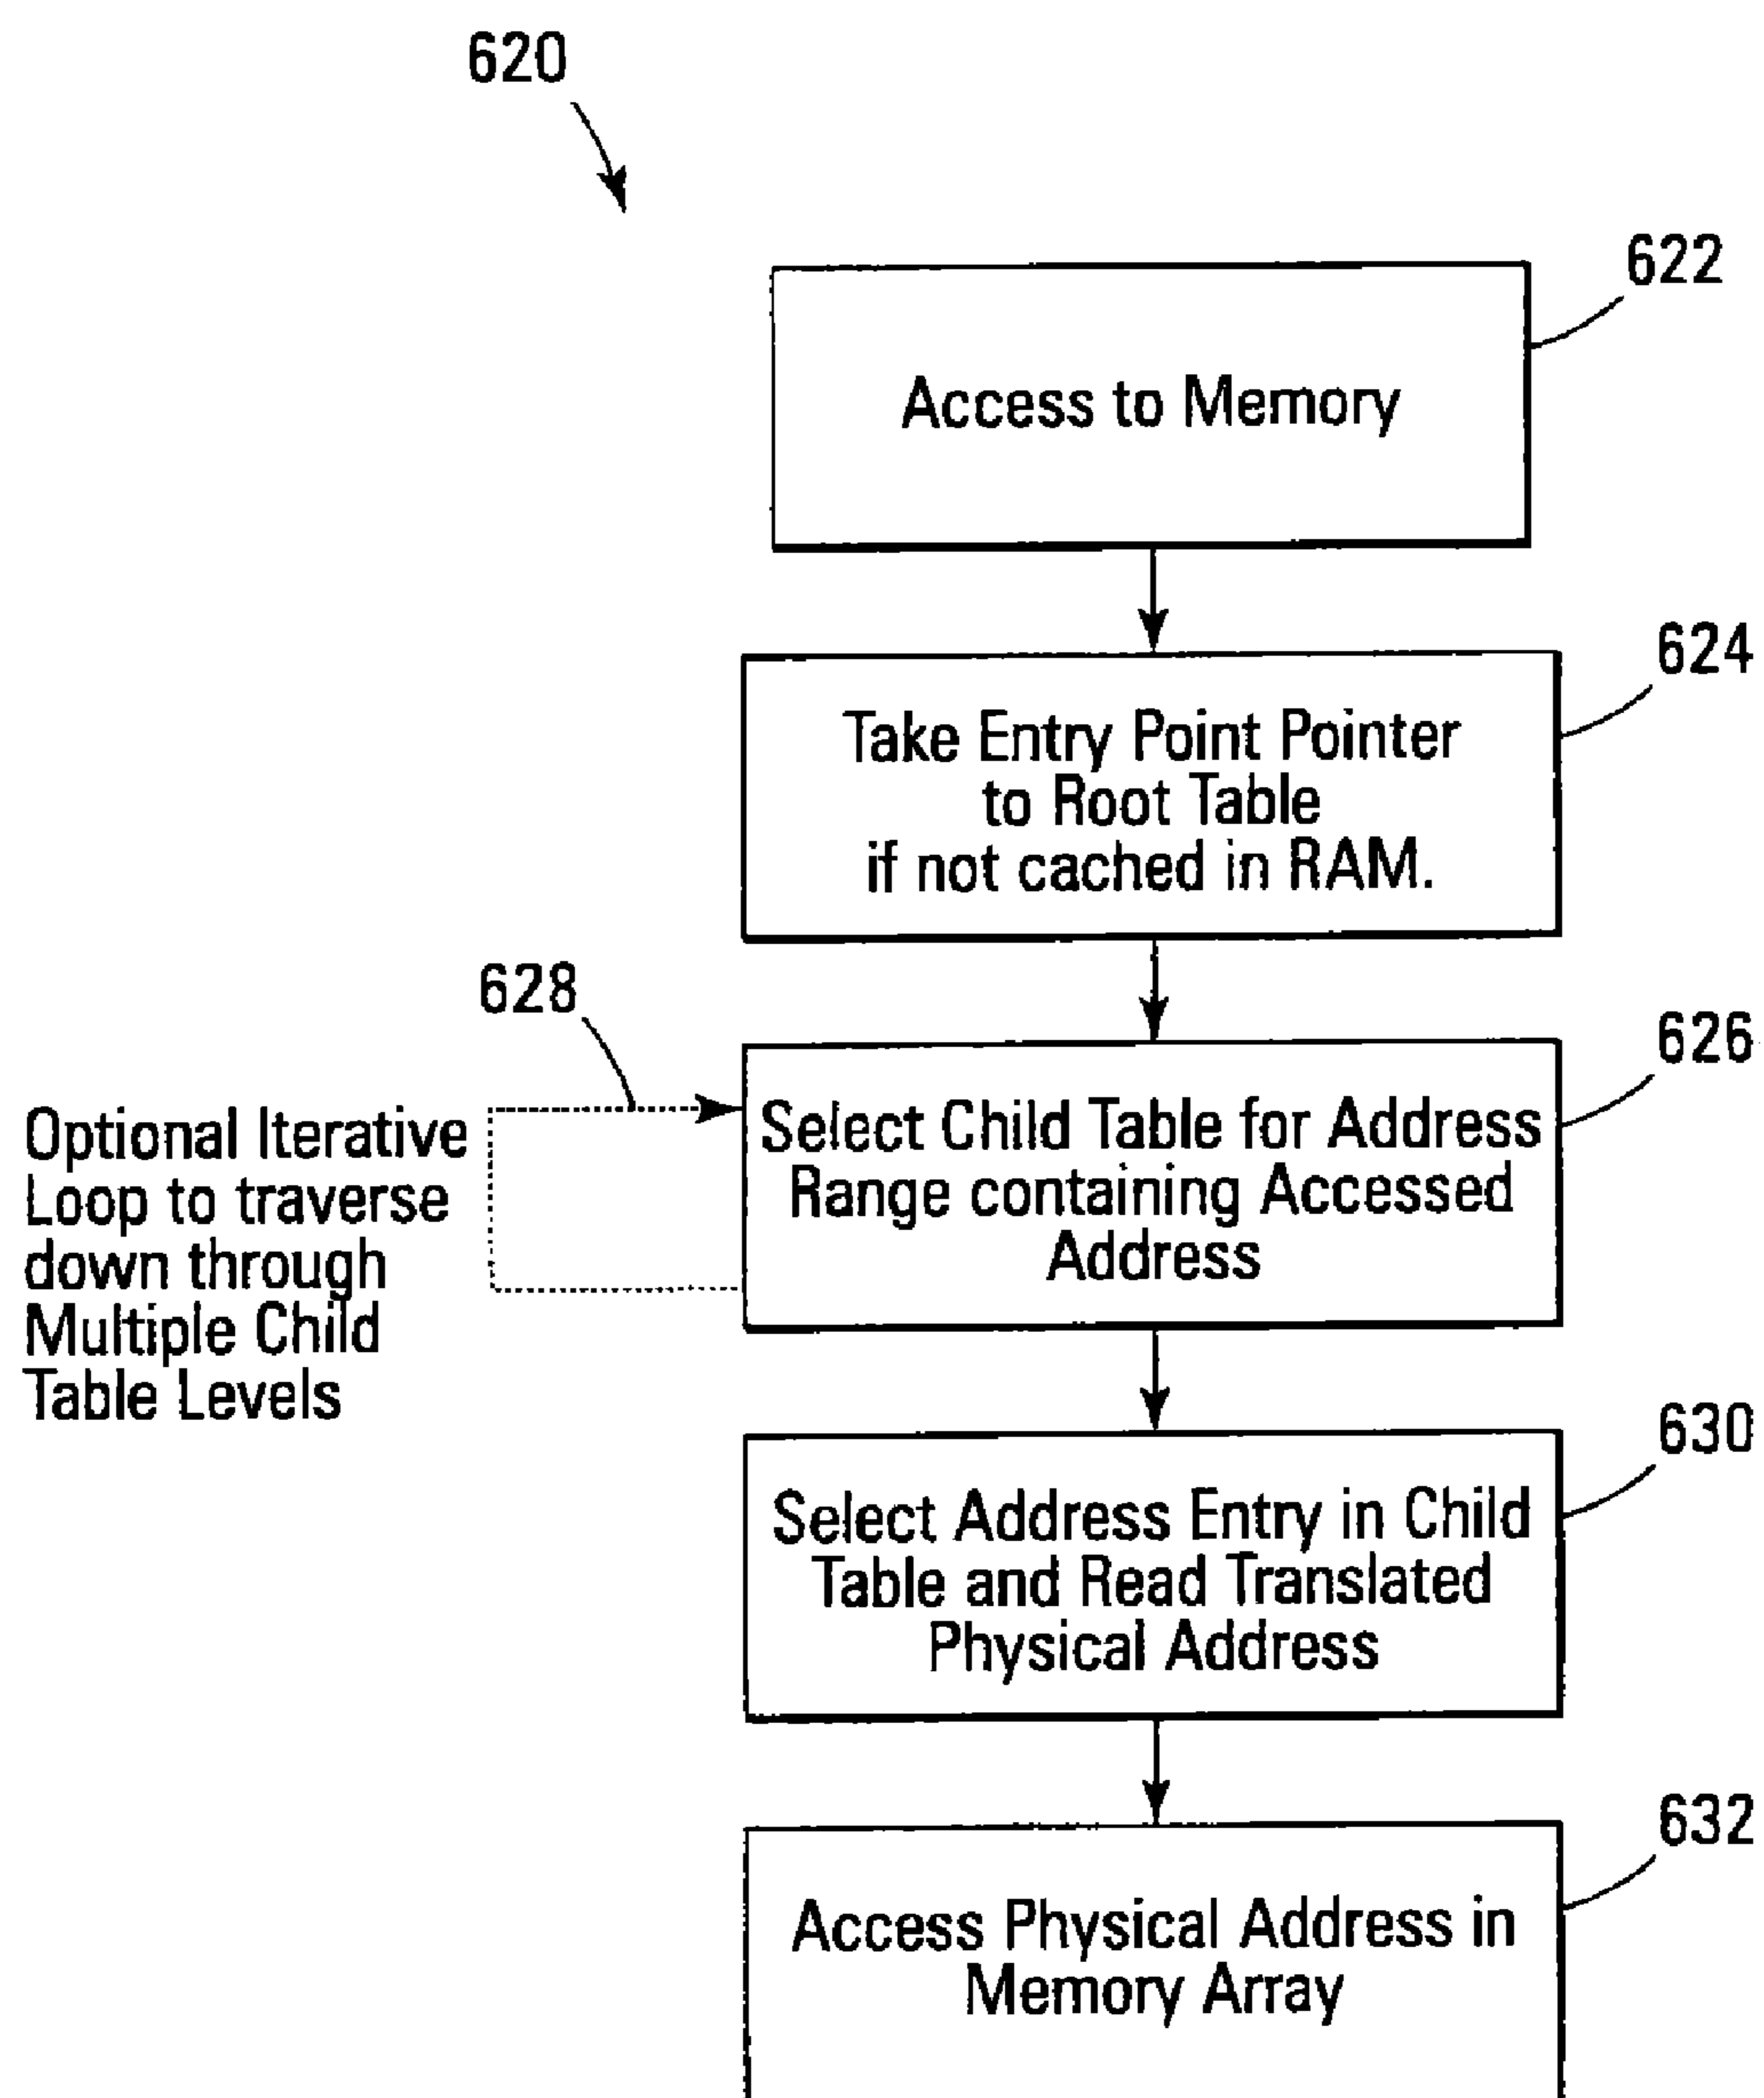 620
622
Access to Memory
624
Take Entry Point Pointer
to Root Table
if not cached in RAM.
628
626
Optional Iterative
Loop to traverse
down through
Multiple Child
Table Levels
Select Child Table for Address
Range containing Accessed
Address
630
Select Address Entry in Child
Table and Read Translated
Physical Address
632
Access Physical Address in
Memory Array